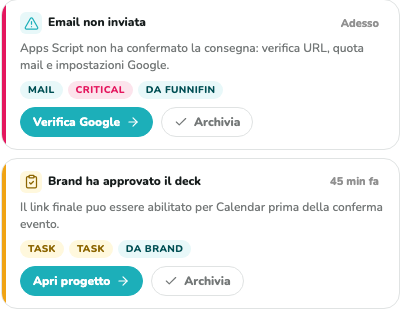 Email non inviata
Adesso
Apps Script non ha confermato la consegna: verifica URL, quota
mail e impostazioni Google.
MAIL CRITICAL DA FUNNIFIN
Verifica Google → Archivia
Brand ha approvato il deck
45 min fa
Il link finale puo essere abilitato per Calendar prima della conferma
evento.
TASK TASK DA BRAND
Apri progetto → Archivia